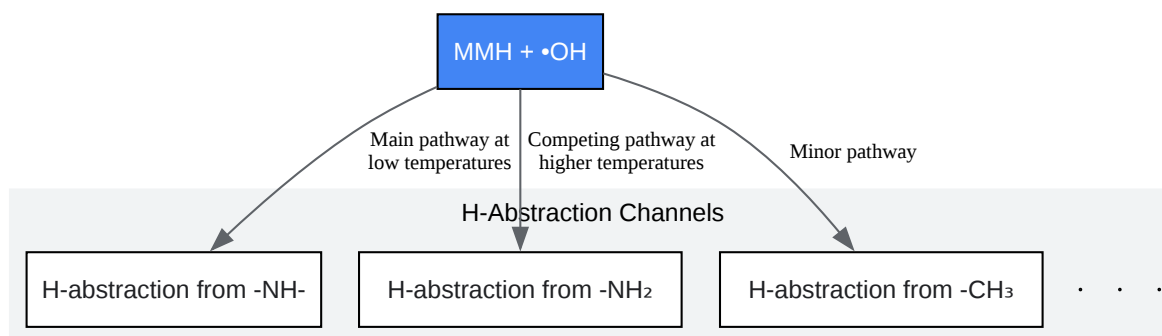 MMH + •OH
Main pathway at
low temperatures
Competing pathway at
higher temperatures
Minor pathway
H-Abstraction Channels
H-abstraction from -NH-
H-abstraction from -NH₂
H-abstraction from -CH₃
. . .